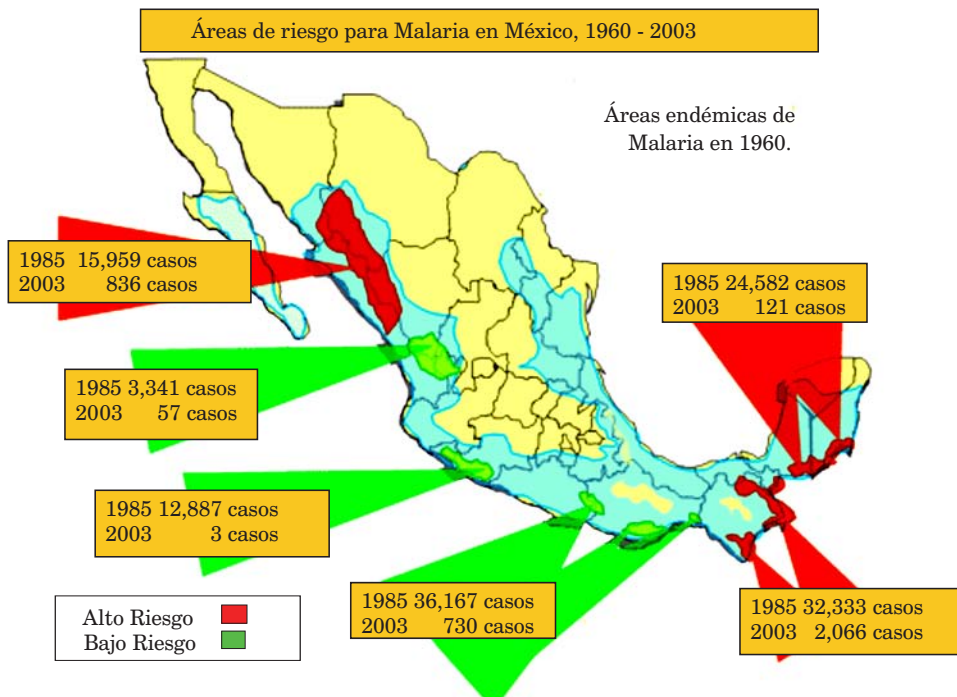 Áreas de riesgo para Malaria en México, 1960 - 2003
Áreas endémicas de
Malaria en 1960.
1985 15,959 casos
2003 836 casos
1985 24,582 casos
2003 121 casos
1985 3,341 casos
2003 57 casos
1985 12,887 casos
2003 3 casos
1985 36,167 casos
2003 730 casos
1985 32,333 casos
2003 2,066 casos
Alto Riesgo
Bajo Riesgo